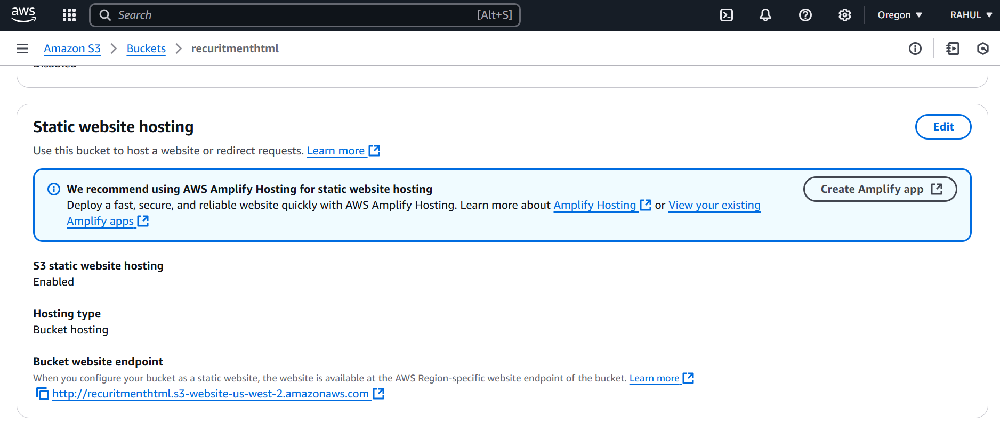 aws
Search [Alt+S]
Oregon
RAHUL
Amazon S3
Buckets
recuritmenthtml
Disabled
Static website hosting
Edit
Use this bucket to host a website or redirect requests. Learn more
We recommend using AWS Amplify Hosting for static website hosting
Create Amplify app
Deploy a fast, secure, and reliable website quickly with AWS Amplify Hosting. Learn more about Amplify Hosting or View your existing
Amplify apps
S3 static website hosting
Enabled
Hosting type
Bucket hosting
Bucket website endpoint
When you configure your bucket as a static website, the website is available at the AWS Region-specific website endpoint of the bucket. Learn more
http://recuritmenthtml.s3-website-us-west-2.amazonaws.com